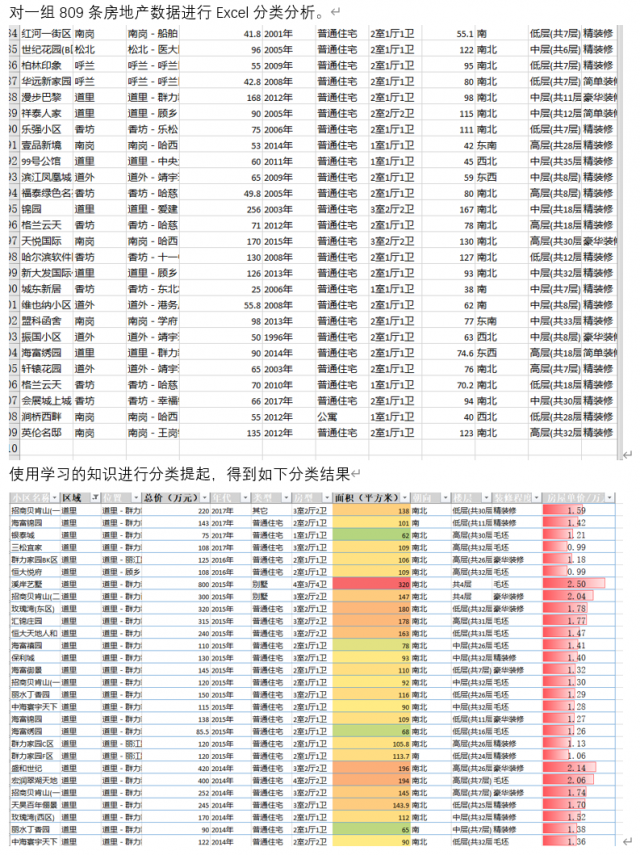 对一组 809 条房地产数据进行 Excel 分类分析。
红河一街区 南岗 南岗 - 船舶 41.8 2001年 普通住宅 2室1厅1卫 55.1 南 低层(共7层) 精装修
世纪花园(B 松北 松北 - 医大 96 2005年 普通住宅 2室1厅1卫 122 南北 中层(共6层) 精装修
柏林印象 呼兰 呼兰 - 呼兰 55 2009年 普通住宅 2室1厅1卫 95 南北 低层(共7层) 精装修
华远新家园 呼兰 呼兰 - 呼兰 42.8 2008年 普通住宅 2室1厅1卫 80 南北 低层(共7层) 简单装修
88 漫步巴黎 道里 道里 - 群力 168 2012年 普通住宅 2室1厅1卫 98 南北 中层(共11层 豪华装修
89 祥泰人家 道里 道里 - 顾乡 90 2005年 普通住宅 2室2厅2卫 115 南北 中层(共12层 简单装修
90 乐强小区 香坊 香坊 - 乐松 75 2006年 普通住宅 2室1厅1卫 111 南北 低层(共7层) 精装修
91 壹品新境 南岗 南岗 - 哈西 53 2014年 普通住宅 1室1厅1卫 42 东南 高层(共28层 精装修
92 99号公馆 道里 道里 - 中央 60 2011年 普通住宅 1室1厅1卫 45 西北 中层(共35层 精装修
93 滨江凤凰城 道外 道外 - 靖宇 65 2009年 普通住宅 2室1厅1卫 59 东西 中层(共8层) 精装修
94 福泰绿色名 香坊 香坊 - 哈慈 49.8 2005年 普通住宅 2室1厅1卫 80 南北 高层(共8层) 精装修
95 锦园 道里 道里 - 爱建 256 2003年 普通住宅 3室2厅2卫 167 南北 中层(共18层 精装修
96 格兰云天 香坊 香坊 - 哈慈 71 2012年 普通住宅 2室1厅1卫 78 南北 高层(共18层 精装修
97 天悦国际 南岗 南岗 - 哈西 170 2015年 普通住宅 3室2厅1卫 130 南北 高层(共30层 豪华装修
98 哈尔滨软件 香坊 香坊 - 十一 130 2008年 普通住宅 2室1厅1卫 127 南北 低层(共12层 精装修
99 新大发国际 道里 道里 - 顾乡 126 2013年 普通住宅 2室1厅1卫 93 南北 中层(共32层 精装修
00 城东新居 香坊 香坊 - 东北 25 2006年 普通住宅 1室1厅1卫 38 南 中层(共7层) 精装修
01 维也纳小区 道外 道外 - 港务 55.8 2008年 普通住宅 2室1厅1卫 62 南 中层(共8层) 精装修
02 盟科函舍 南岗 南岗 - 学府 98 2013年 普通住宅 2室1厅1卫 77 东南 中层(共33层 精装修
03 振国小区 道外 道外 - 靖宇 50 1996年 普通住宅 2室1厅1卫 63 西北 中层(共8层) 豪华装修
04 海富绣园 道里 道里 - 群力 90 2014年 普通住宅 2室1厅1卫 74.6 东西 高层(共18层 简单装修
05 轩辕花园 道外 道外 - 靖宇 65 2003年 普通住宅 2室1厅1卫 76 南北 高层(共7层) 精装修
06 格兰云天 香坊 香坊 - 哈慈 70 2010年 普通住宅 1室1厅1卫 70.2 南北 低层(共18层 精装修
07 会展城上城 香坊 香坊 - 幸福 66 2017年 普通住宅 2室1厅1卫 94 南北 中层(共30层 精装修
08 润桥西畔 南岗 南岗 - 哈西 55 2012年 公寓 1室1厅1卫 40 西北 低层(共28层 精装修
09 英伦名邸 南岗 南岗 - 王岗 135 2012年 普通住宅 3室2厅1卫 123 南北 高层(共32层 精装修
10
使用学习的知识进行分类提起，得到如下分类结果
小区名称 区域 位置 总价（万元） 年代 类型 房型 面积（平方米） 朝向 楼层 装修程度 房屋单价/万
招商贝肯山(一 道里 道里 - 群力 220 2017年 其它 3室2厅1卫 138 南北 低层(共30层 精装修 1.59
海富锦园 道里 道里 - 群力 143 2017年 普通住宅 2室2厅1卫 101 南 低层(共11层 精装修 1.42
银泰城 道里 道里 - 群力 75 2017年 普通住宅 1室1厅1卫 62 南北 高层(共30层 毛坯 1.21
三松宜家 道里 道里 - 群力 108 2017年 普通住宅 3室2厅1卫 109 南北 高层(共32层 毛坯 0.99
群力家园BK区 道里 道里 - 丽江 125 2016年 普通住宅 2室1厅1卫 106 南北 高层(共26层 豪华装修 1.18
恒大悦府 道里 道里 - 顾乡 108 2016年 普通住宅 2室1厅1卫 109 南北 高层(共32层 毛坯 0.99
溪岸艺墅 道里 道里 - 群力 800 2015年 别墅 4室3厅4卫 320 南北 共4层 毛坯 2.50
招商贝肯山(二 道里 道里 - 群力 300 2015年 别墅 3室2厅2卫 147 南北 共4层 豪华装修 2.04
玫瑰湾(东区) 道里 道里 - 群力 320 2015年 普通住宅 3室2厅2卫 180 南北 低层(共32层 豪华装修 1.78
汇锦庄园 道里 道里 - 群力 315 2015年 普通住宅 3室2厅2卫 178 南北 高层(共31层 毛坯 1.77
恒大天地人和 道里 道里 - 群力 240 2015年 普通住宅 3室2厅2卫 163 南北 低层(共31层 毛坯 1.47
海富禧园 道里 道里 - 群力 110 2015年 普通住宅 2室1厅1卫 78 南北 中层(共26层 毛坯 1.41
保利城 道里 道里 - 群力 130 2015年 普通住宅 3室2厅1卫 93 南北 中层(共32层 精装修 1.40
海富御景 道里 道里 - 群力 145 2015年 普通住宅 2室2厅1卫 110 南北 低层(共7层) 豪华装修 1.32
招商贝肯山(一 道里 道里 - 群力 120 2015年 普通住宅 2室1厅1卫 92 南北 中层(共32层 毛坯 1.30
丽水丁香园 道里 道里 - 群力 150 2015年 普通住宅 3室2厅1卫 116 南北 低层(共26层 毛坯 1.29
中海寰宇天下 道里 道里 - 群力 115 2015年 普通住宅 3室1厅1卫 90 南北 中层(共32层 毛坯 1.28
海富锦园 道里 道里 - 群力 138 2015年 普通住宅 2室2厅1卫 109 南北 低层(共11层 豪华装修 1.27
海富绣园 道里 道里 - 群力 85.5 2015年 普通住宅 2室1厅1卫 68 南北 低层(共16层 毛坯 1.26
群力家园C区 道里 道里 - 丽江 120 2015年 普通住宅 2室1厅1卫 105.8 南北 高层(共26层 精装修 1.13
群力家园F区 道里 道里 - 丽江 120 2015年 普通住宅 2室1厅1卫 113.7 南 低层(共24层 精装修 1.06
盛和世纪 道里 道里 - 群力 420 2014年 普通住宅 3室2厅2卫 196 南北 高层(共26层 豪华装修 2.14
宏润翠湖天地 道里 道里 - 群力 400 2014年 普通住宅 4室2厅2卫 194 南北 高层(共7层) 毛坯 2.06
招商贝肯山(一 道里 道里 - 群力 252 2014年 普通住宅 3室2厅1卫 145 南北 高层(共7层) 豪华装修 1.74
天昊百年俪景 道里 道里 - 群力 245 2014年 普通住宅 3室2厅2卫 143.9 南北 低层(共25层 精装修 1.70
玫瑰湾(西区) 道里 道里 - 群力 170 2014年 普通住宅 2室2厅1卫 112 南北 中层(共32层 毛坯 1.52
丽水丁香园 道里 道里 - 群力 90 2014年 普通住宅 2室1厅1卫 65 南 中层(共32层 精装修 1.38
中海寰宇天下 道里 道里 - 群力 122 2014年 普通住宅 2室2厅1卫 90 南北 中层(共32层 豪华装修 1.36